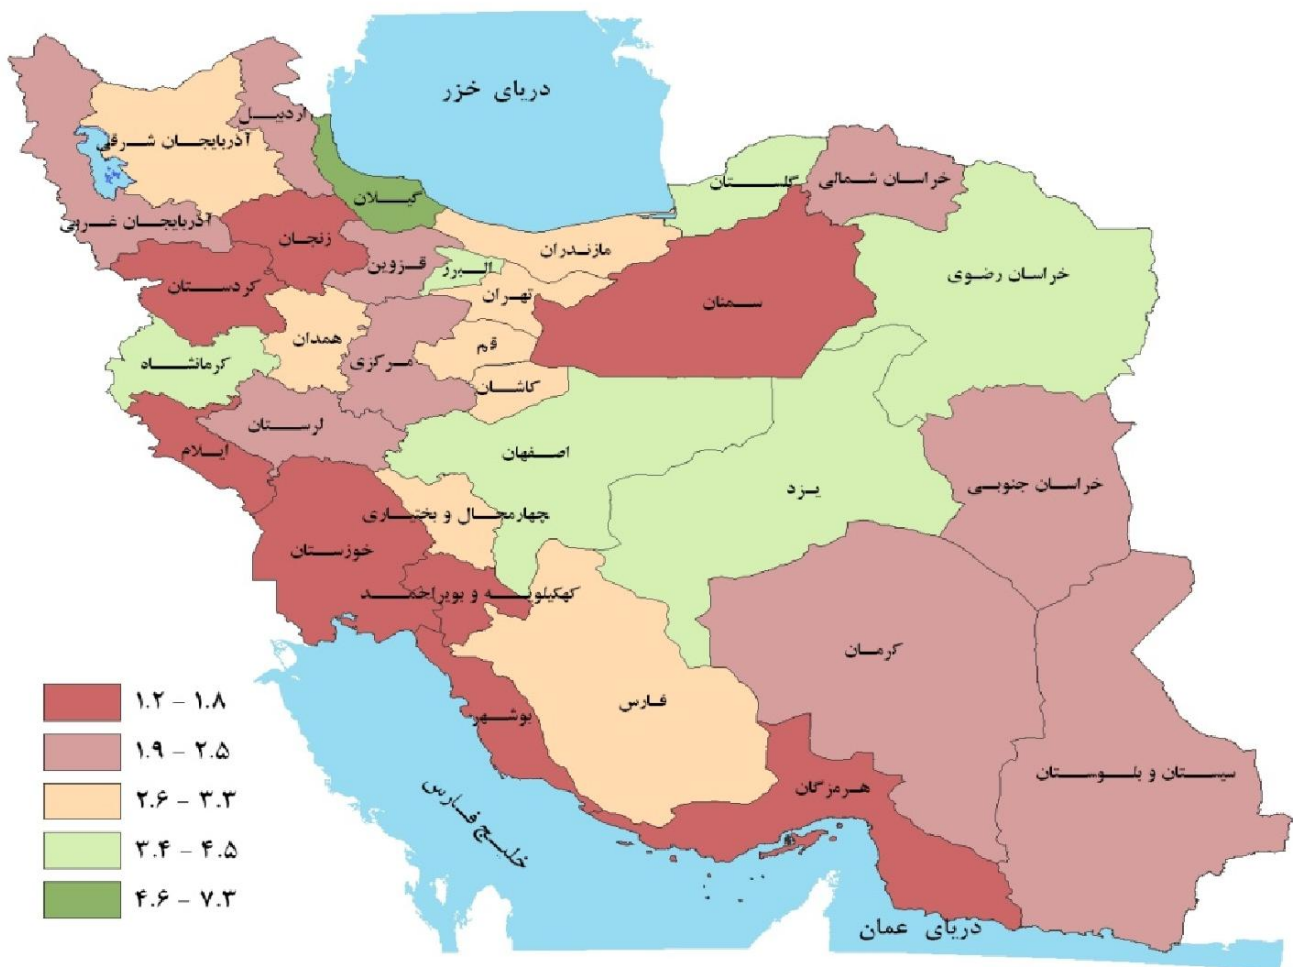 دریای خزر
اردبیل
آذربایجان شرقی
گیلان
گلستان
خراسان شمالی
آذربایجان غربی
زنجان
مازندران
قزوین
البرز
خراسان رضوی
کردستان
تهران
سمنان
همدان
قم
مرکزی
کرمانشاه
کاشان
لرستان
ایلام
اصفهان
یزد
خراسان جنوبی
چهارمحال و بختیاری
خوزستان
کهکیلویه و بویراحمد
کرمان
فارس
بوشهر
هرمزگان
سیستان و بلوستان
خلیج فارس
دریای عمان
۱.۲ – ۱.۸
۱.۹ – ۲.۵
۲.۶ – ۳.۳
۳.۴ – ۴.۵
۴.۶ – ۷.۳